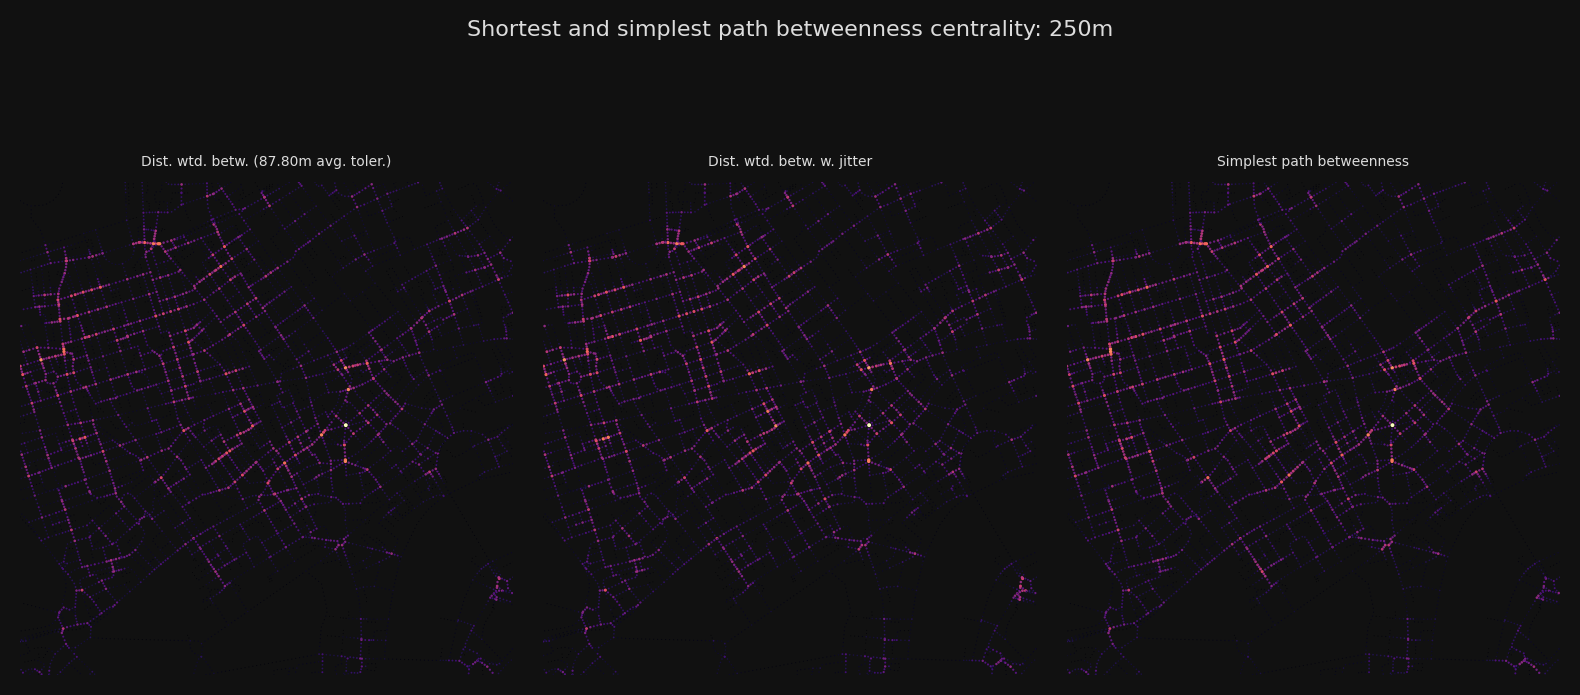 Shortest and simplest path betweenness centrality: 250m
Dist. wtd. betw. (87.80m avg. toler.)
Dist. wtd. betw. w. jitter
Simplest path betweenness